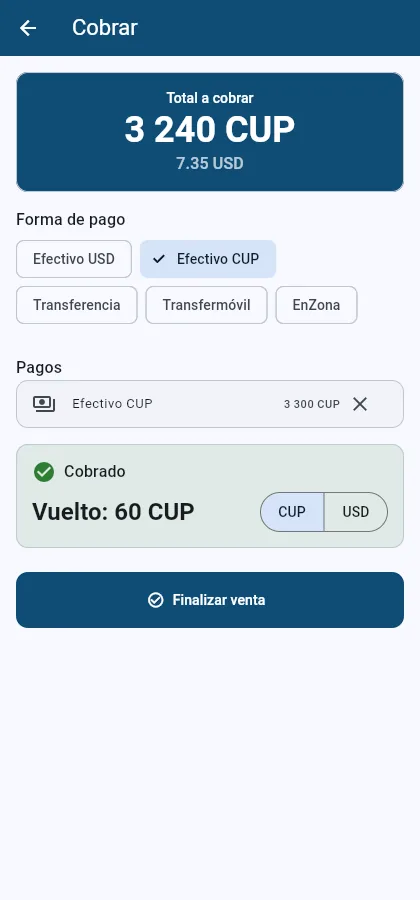 Cobrar
Total a cobrar
3 240 CUP
7.35 USD
Forma de pago
Efectivo USD
Efectivo CUP
Transferencia
Transfermóvil
EnZona
Pagos
Efectivo CUP
3 300 CUP
Cobrado
Vuelto: 60 CUP
CUP
USD
Finalizar venta